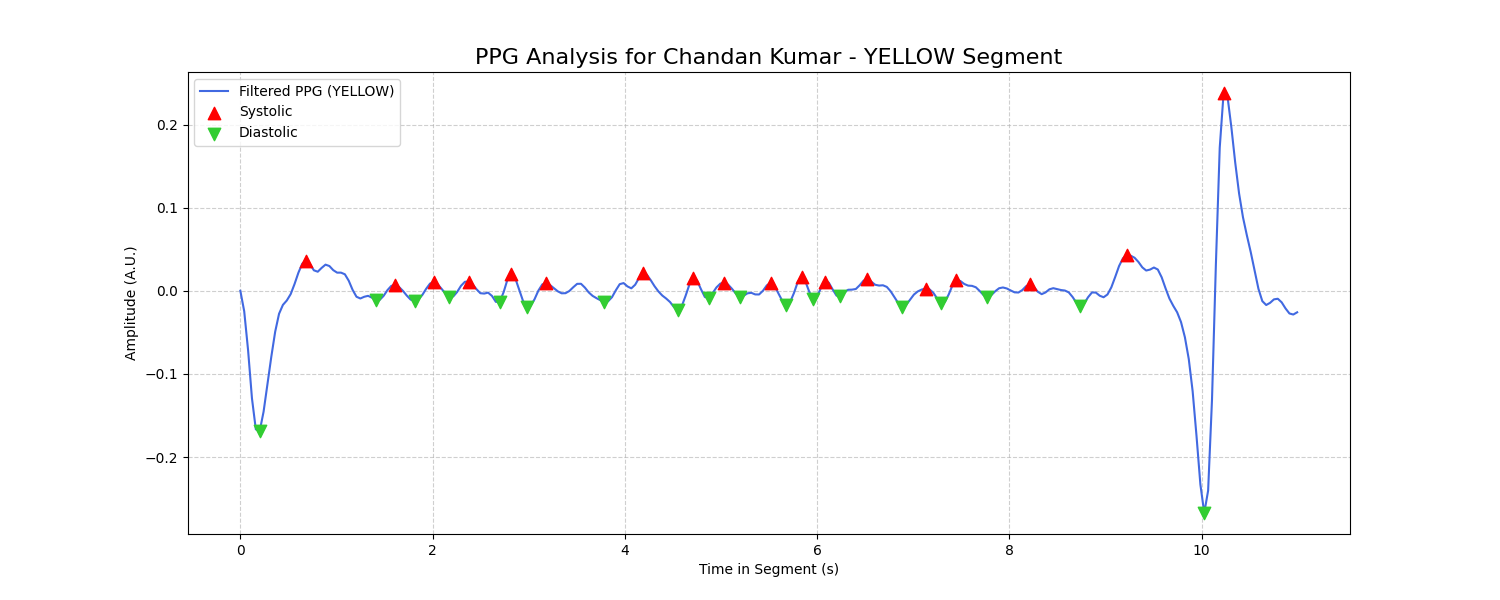 PPG Analysis for Chandan Kumar - YELLOW Segment
Filtered PPG (YELLOW)
Systolic
Diastolic
0.2
0.1
0.0
−0.1
−0.2
Amplitude (A.U.)
0 2 4 6 8 10
Time in Segment (s)